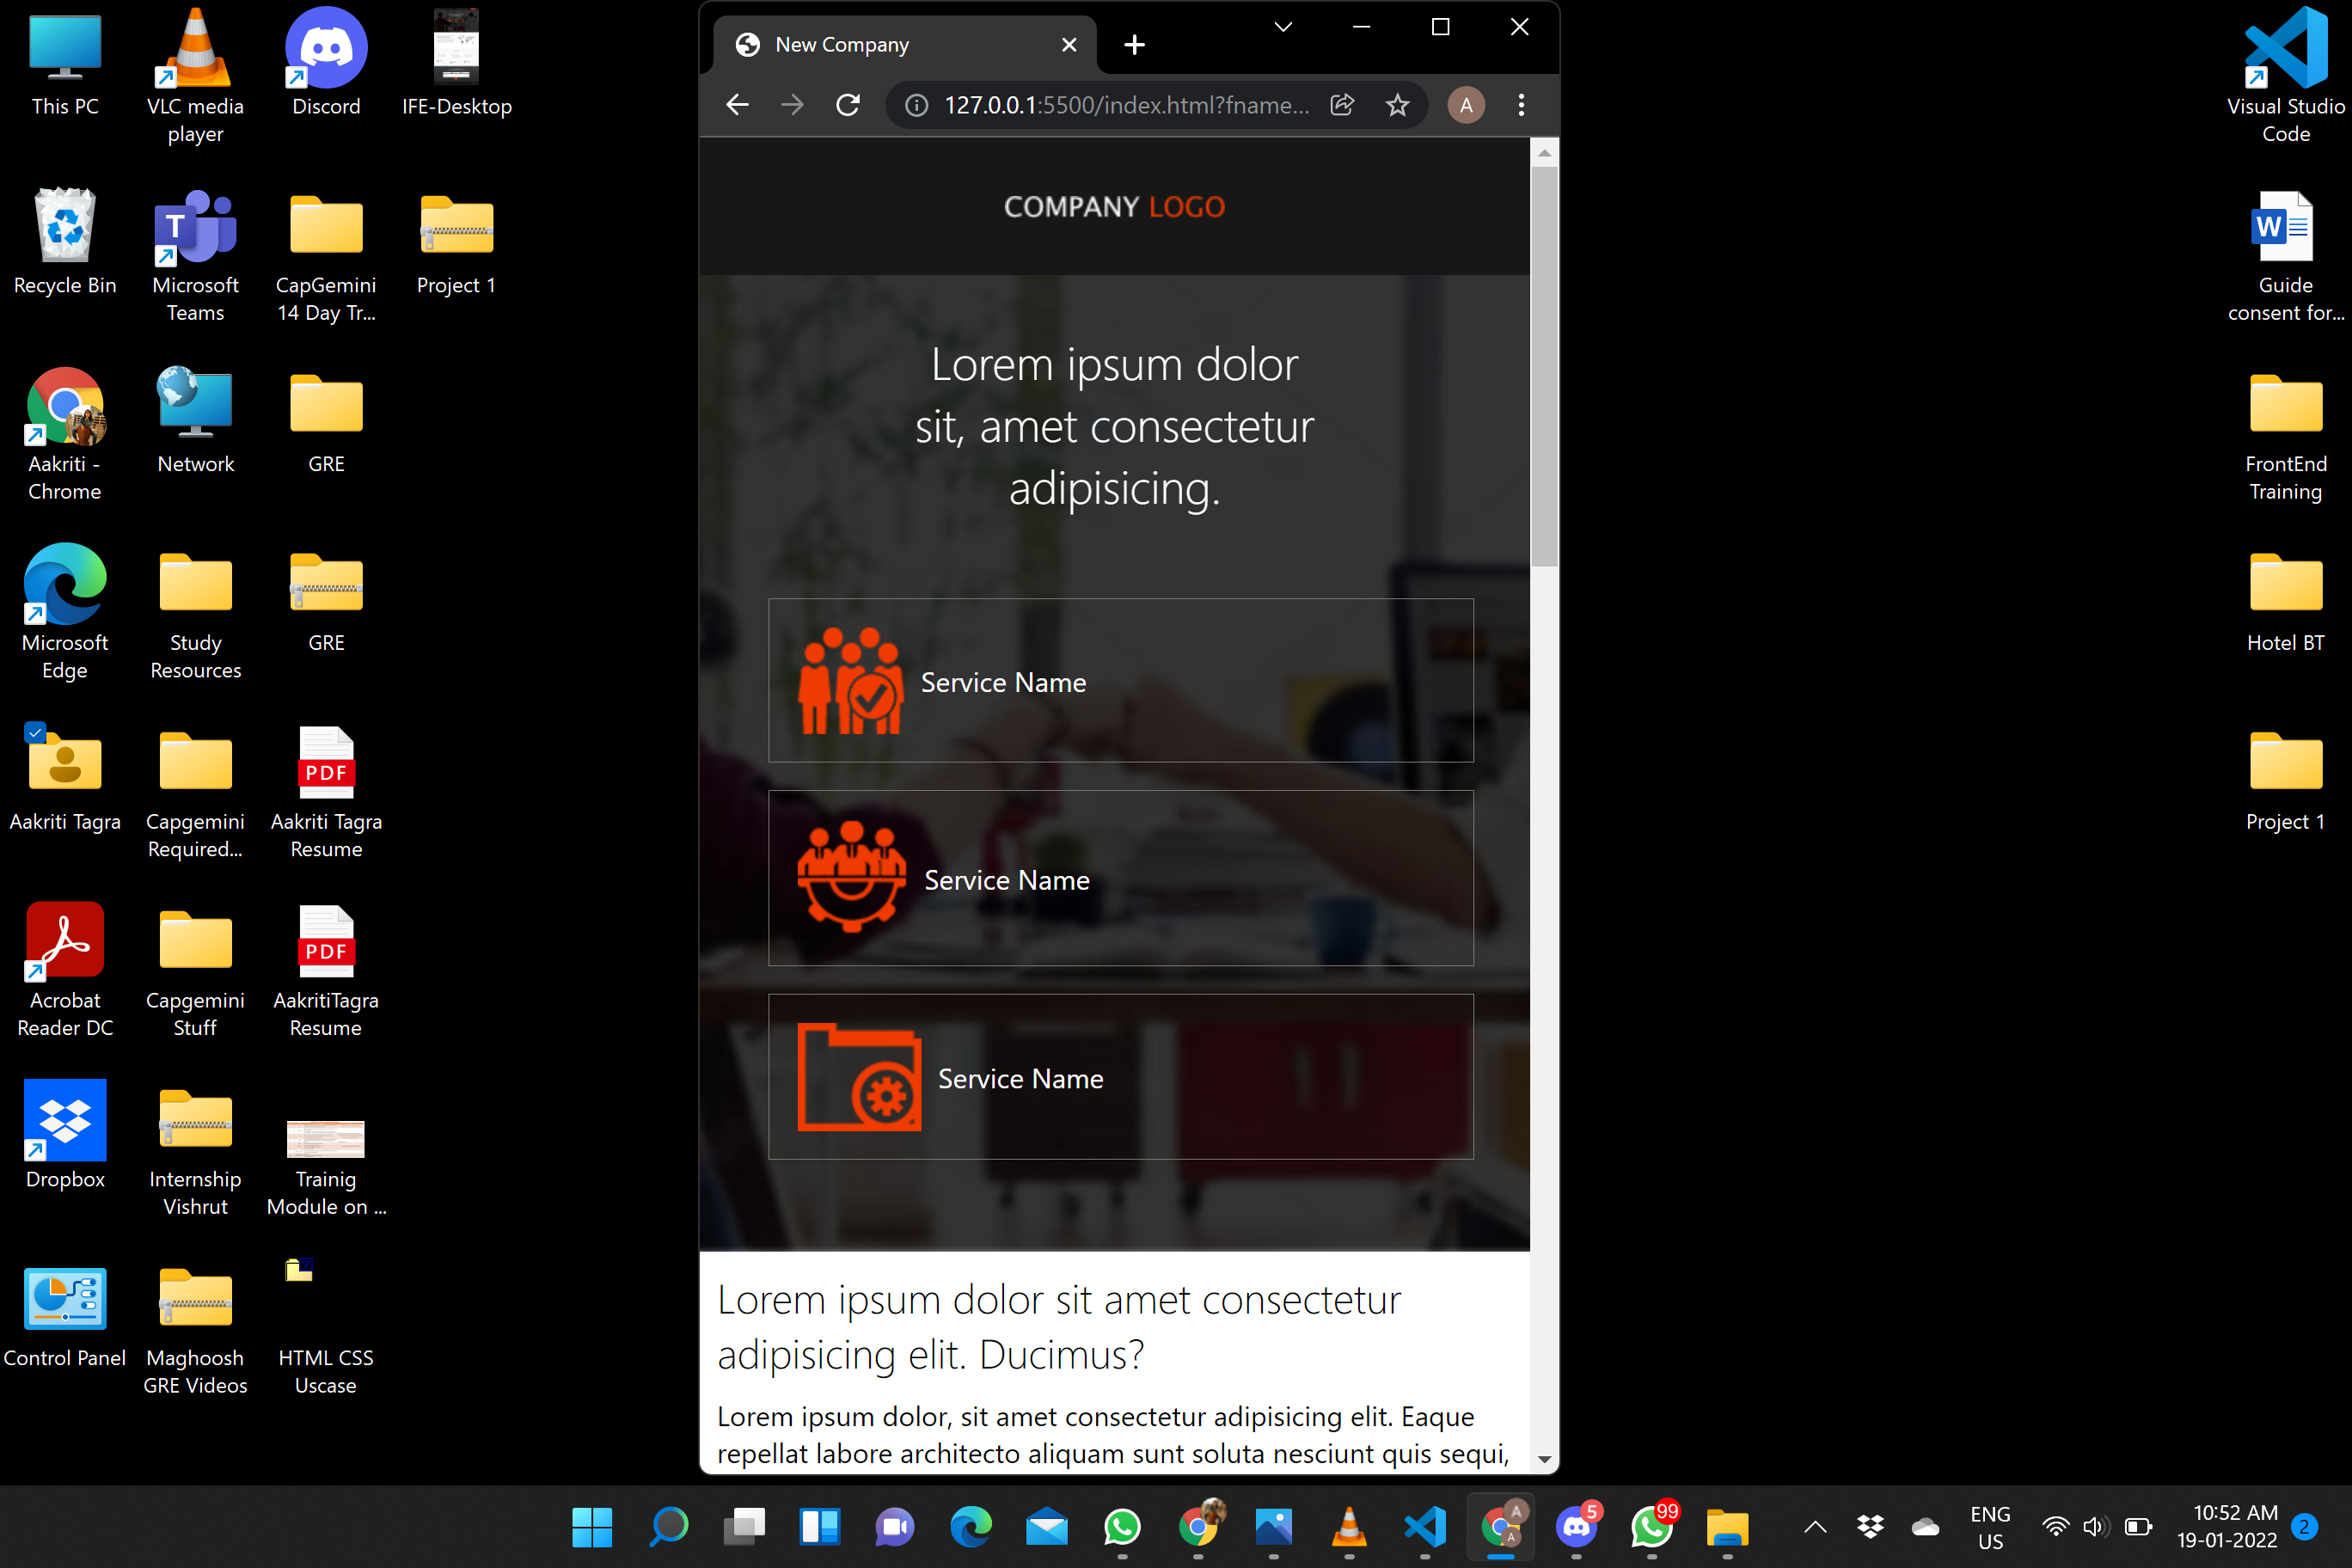 This PC
VLC media
player
Discord
IFE-Desktop
Recycle Bin
Microsoft
Teams
CapGemini
14 Day Tr...
Project 1
Aakriti -
Chrome
Network
GRE
Microsoft
Edge
Study
Resources
GRE
Aakriti Tagra
Capgemini
Required...
PDF
Aakriti Tagra
Resume
Acrobat
Reader DC
Capgemini
Stuff
PDF
AakritiTagra
Resume
Dropbox
Internship
Vishrut
Trainig
Module on ...
Control Panel
Maghoosh
GRE Videos
HTML CSS
Uscase
New Company
127.0.0.1:5500/index.html?fname...
A
COMPANY LOGO
Lorem ipsum dolor
sit, amet consectetur
adipisicing.
Service Name
Service Name
Service Name
Lorem ipsum dolor sit amet consectetur
adipisicing elit. Ducimus?
Lorem ipsum dolor, sit amet consectetur adipisicing elit. Eaque
repellat labore architecto aliquam sunt soluta nesciunt quis sequi,
Visual Studio
Code
W
Guide
consent for...
FrontEnd
Training
Hotel BT
Project 1
T
A
A
5
99
ENG
US
10:52 AM
19-01-2022
2